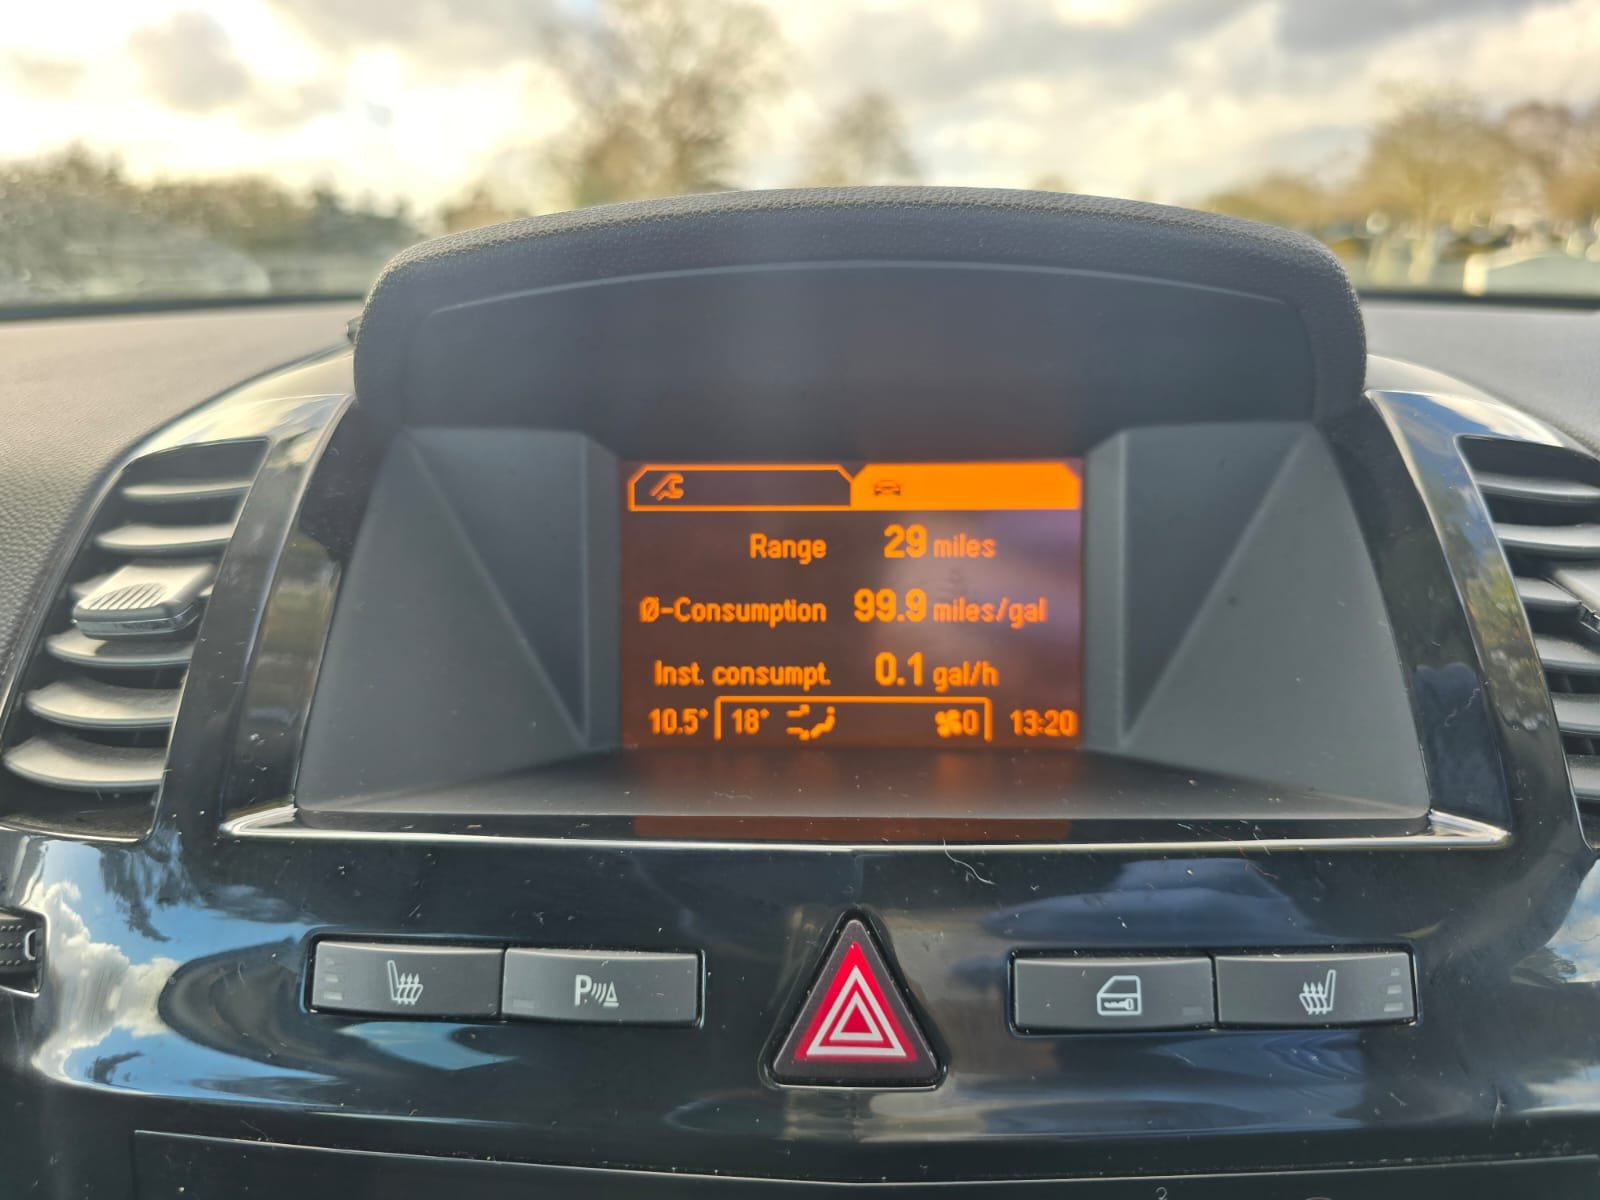 Range 29 miles
Ø-Consumption 99.9 miles/gal
Inst. consumpt. 0.1 gal/h
10.5° 18° 0 13:20
P